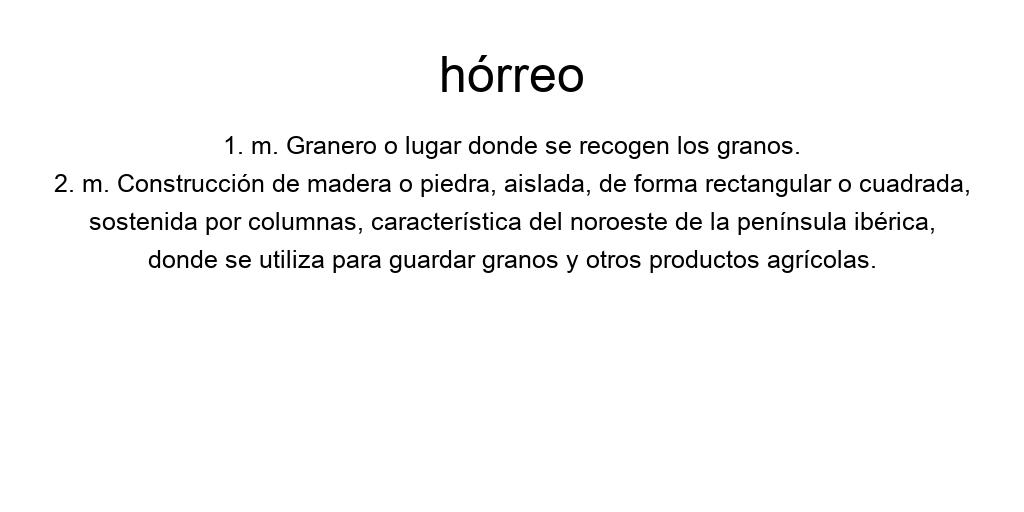 hórreo
1. m. Granero o lugar donde se recogen los granos.
2. m. Construcción de madera o piedra, aislada, de forma rectangular o cuadrada,
sostenida por columnas, característica del noroeste de la península ibérica,
donde se utiliza para guardar granos y otros productos agrícolas.